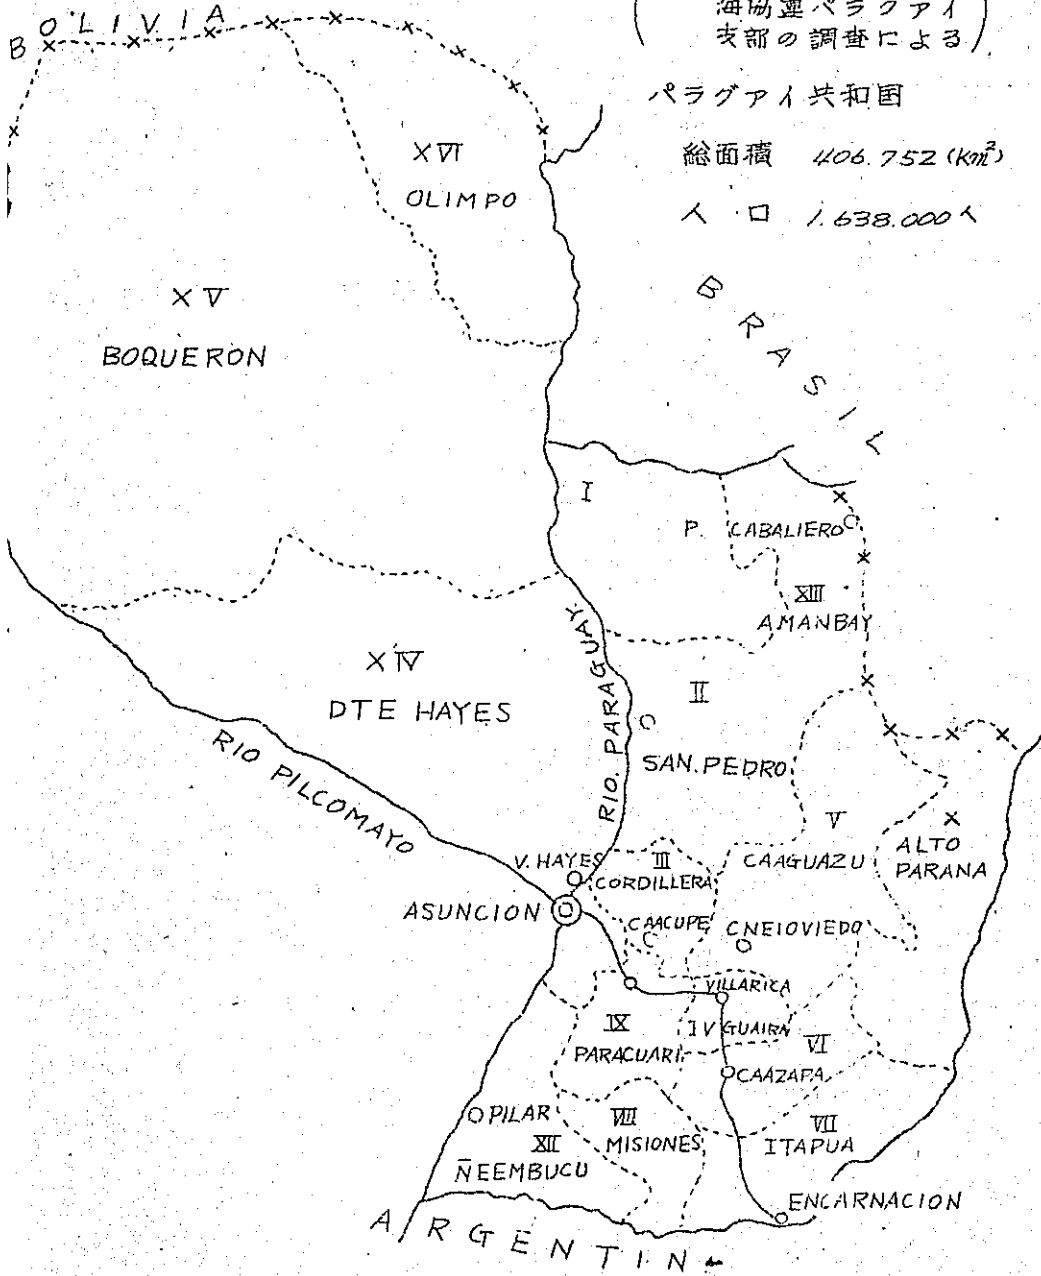 海協連パラグアイ
支部の調査による
パラグアイ共和国
総面積 406.752 (km²)
人口 1.638.000人
BOLIVIA
XVI
OLIMPO
XV
BOQUERON
BRASIL
I
P. CABALIERO
XIII
AMANBAY
XIV
DTE HAYES
RIO. PARAGUAY.
II
SAN.PEDRO
RIO PILCOMAYO
V
CAAGUAZU
X
ALTO
PARANA
V. HAYES
III
CORDILLERA
ASUNCION
CAACUPE
CNEIOVIEDO
VILLARICA
IX
PARACUARI
IV GUAIRA
VI
CAAZAPA
PILAR
XII
ÑEEMBUCU
VIII
MISIONES
VII
ITAPUA
ENCARNACION
ARGENTIN